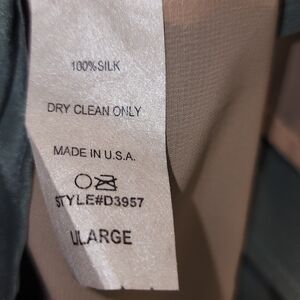 100%SILK
DRY CLEAN ONLY
MADE IN U.S.A.
STYLE#D3957
L/LARGE